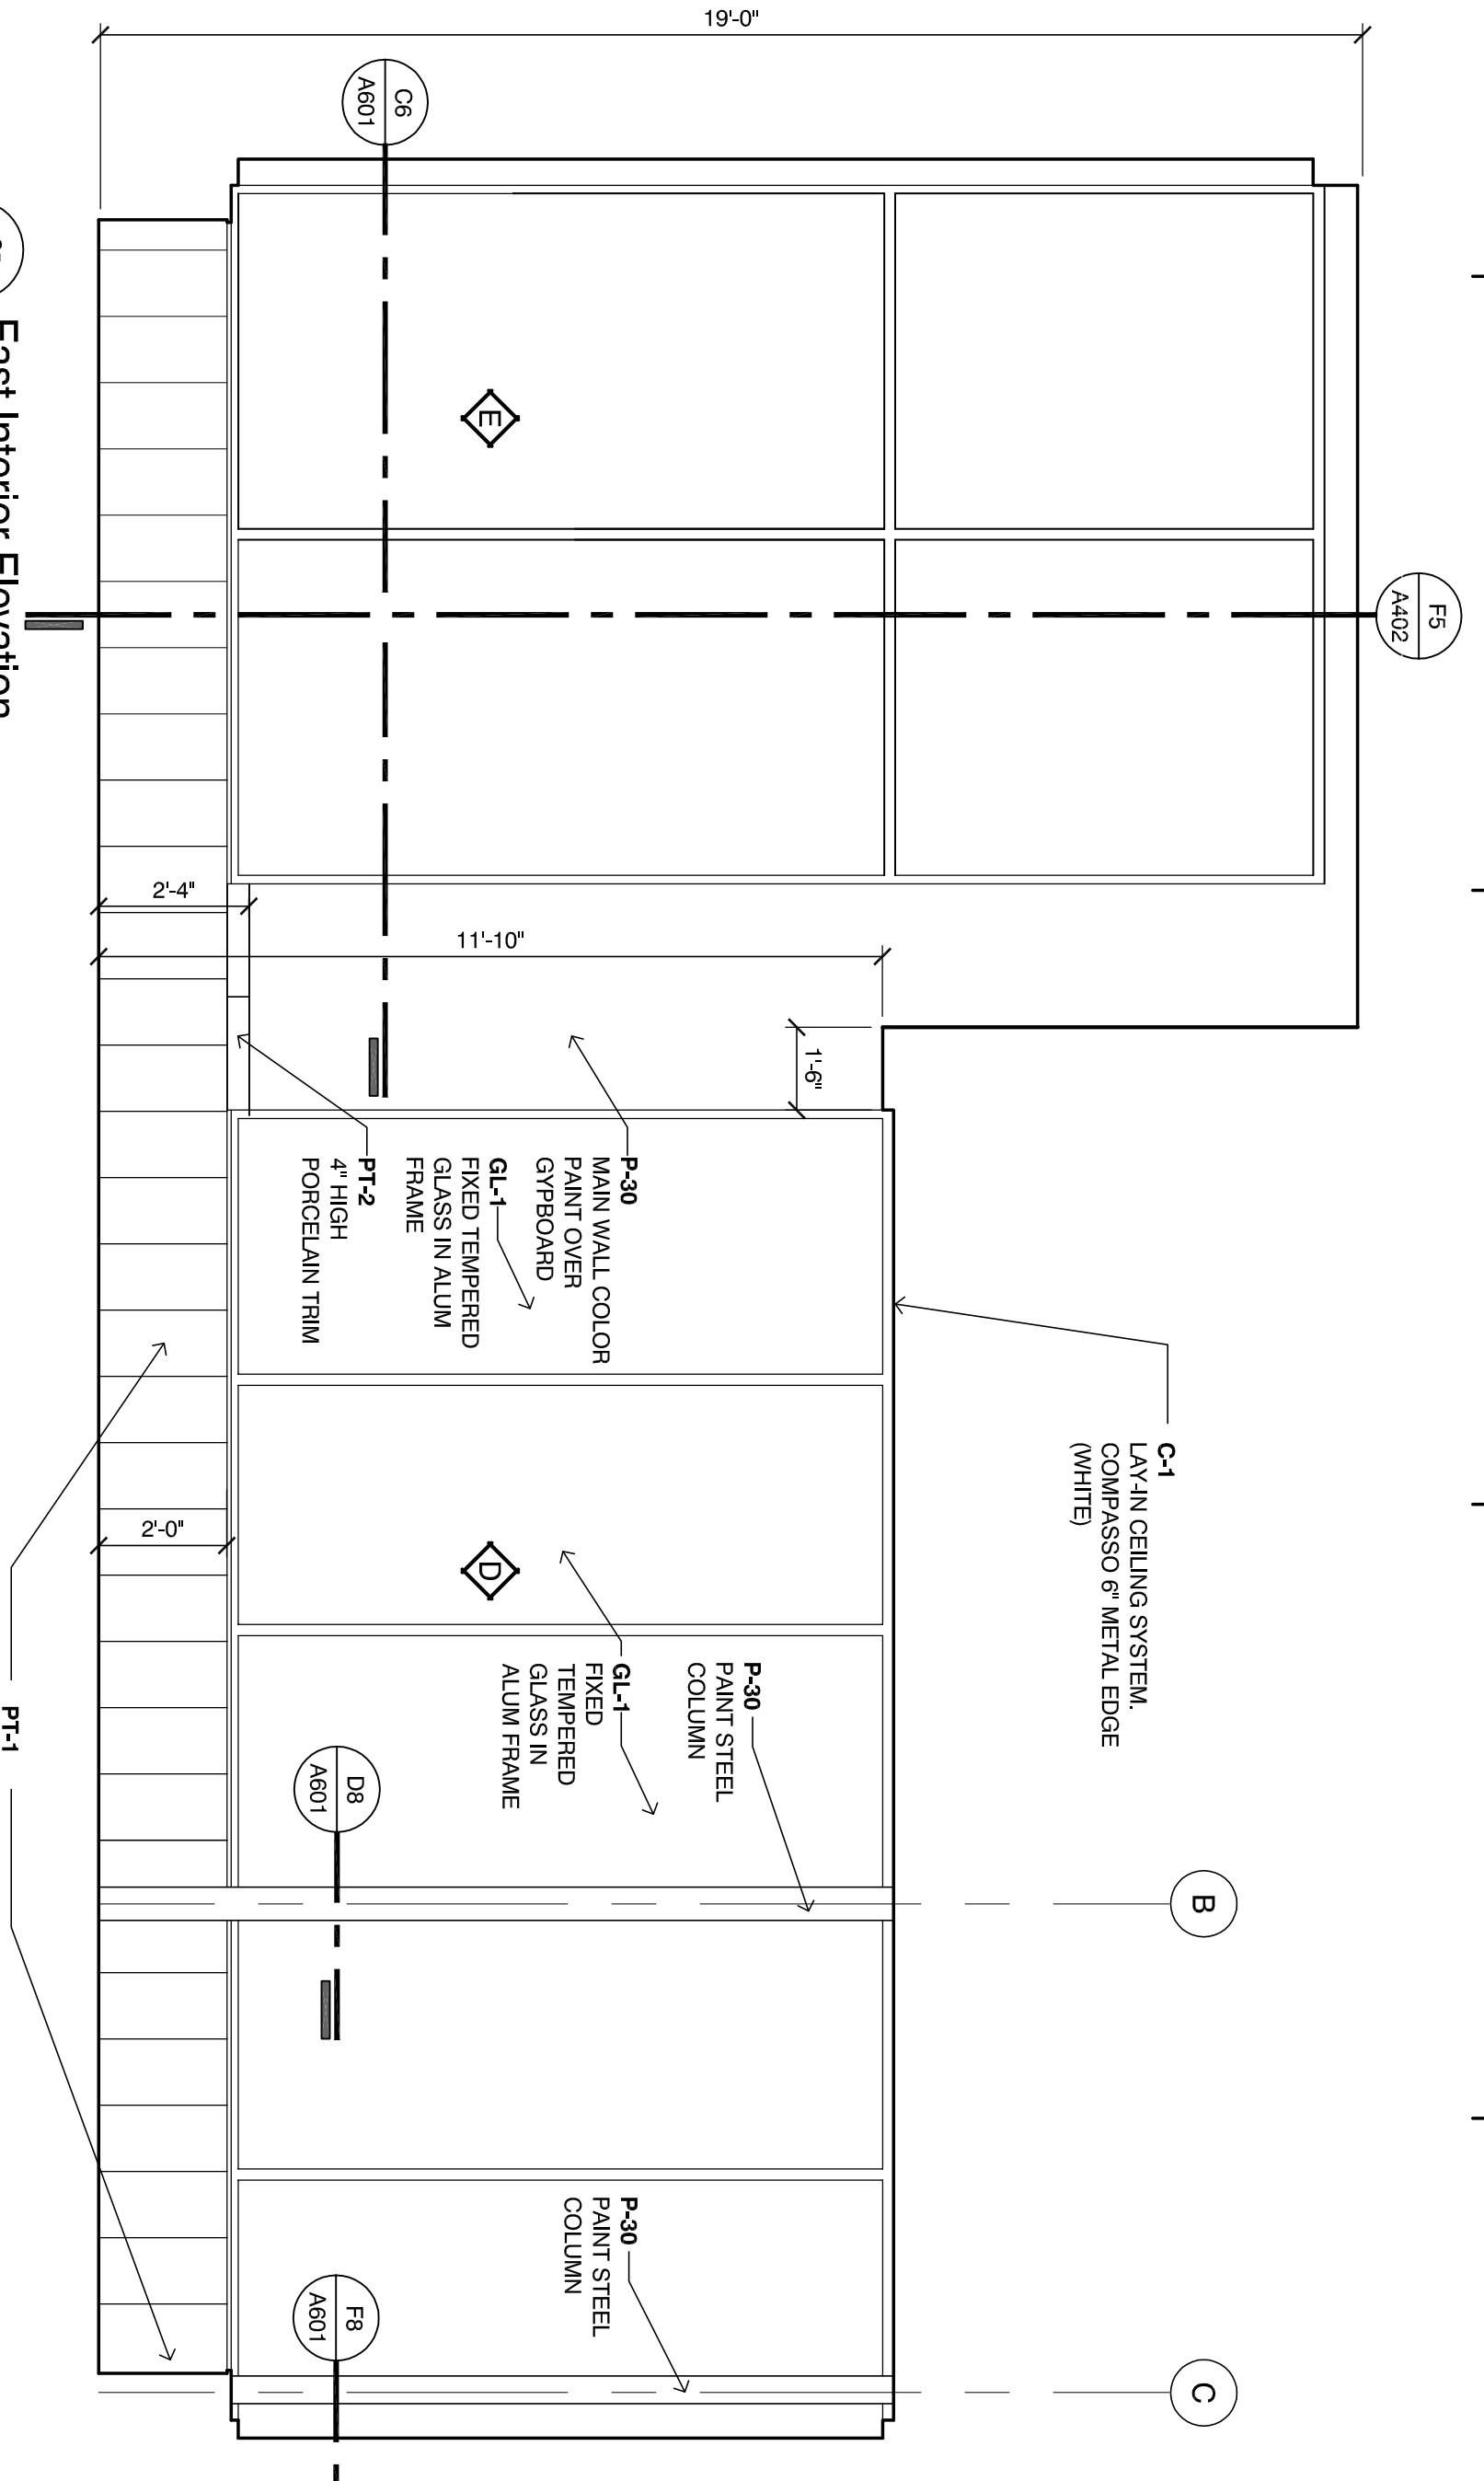 19'-0"
C6
A601
F5
A402
E
2'-4"
11'-10"
1'-6"
P-30
MAIN WALL COLOR
PAINT OVER
GYPBOARD
GL-1
FIXED TEMPERED
GLASS IN ALUM
FRAME
PT-2
4" HIGH
PORCELAIN TRIM
C-1
LAY-IN CEILING SYSTEM.
COMPASSO 6" METAL EDGE
(WHITE)
2'-0"
D
P-30
PAINT STEEL
COLUMN
GL-1
FIXED
TEMPERED
GLASS IN
ALUM FRAME
D8
A601
B
P-30
PAINT STEEL
COLUMN
F8
A601
C
PT-1
East Interior Elevation